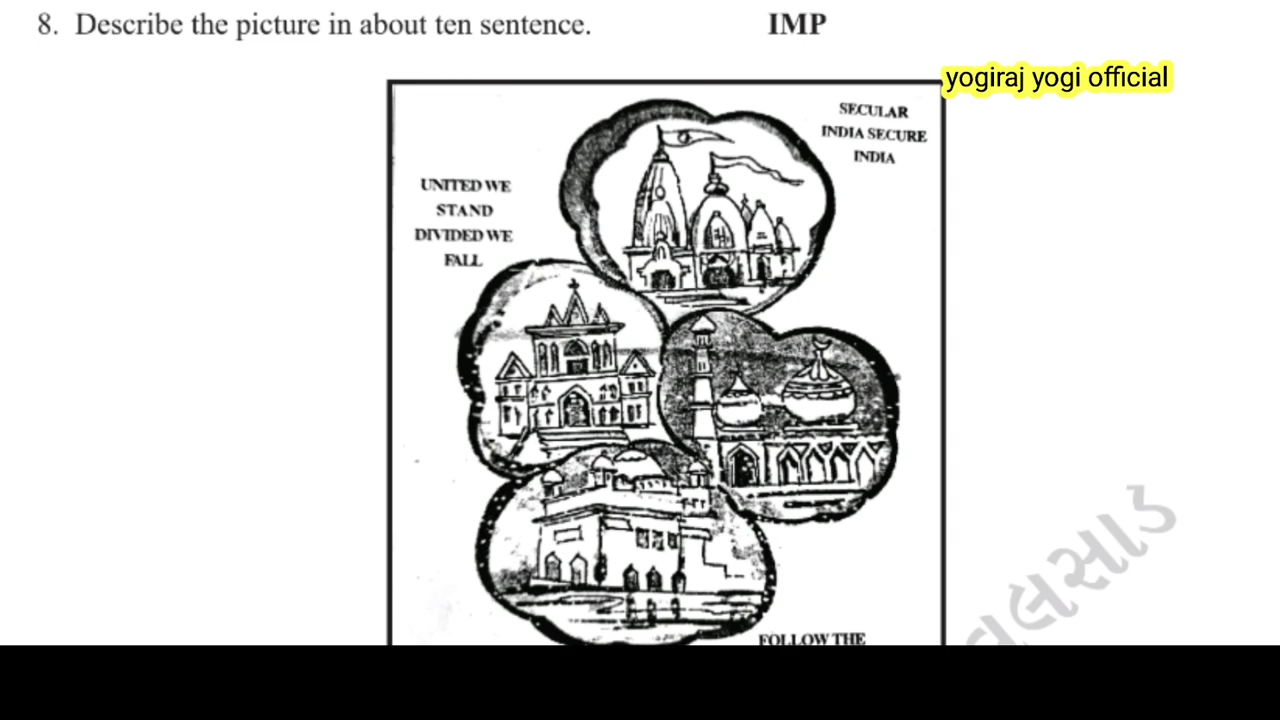 8. Describe the picture in about ten sentence. IMP
yogiraj yogi official
SECULAR
INDIA SECURE
INDIA
UNITED WE
STAND
DIVIDED WE
FALL
FOLLOW THE
વલસાડ